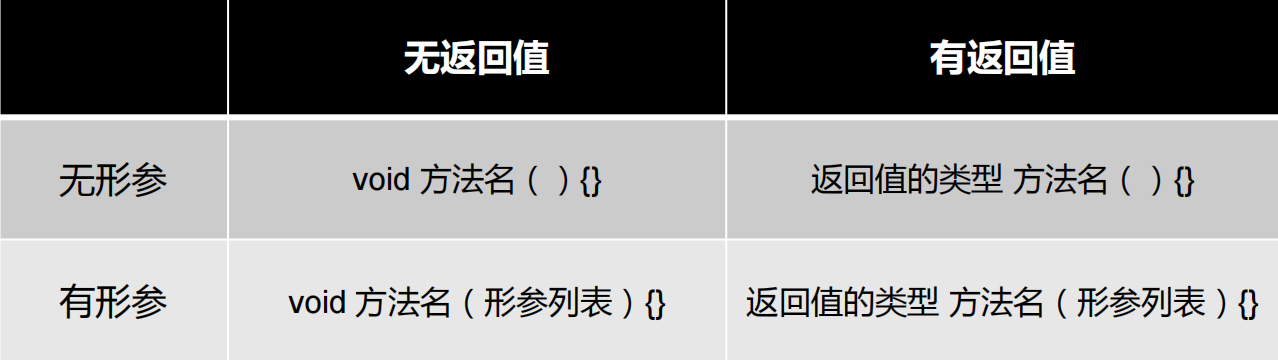 无返回值 有返回值
无形参 void 方法名（ ）{} 返回值的类型 方法名（ ）{}
有形参 void 方法名（形参列表）{} 返回值的类型 方法名（形参列表）{}